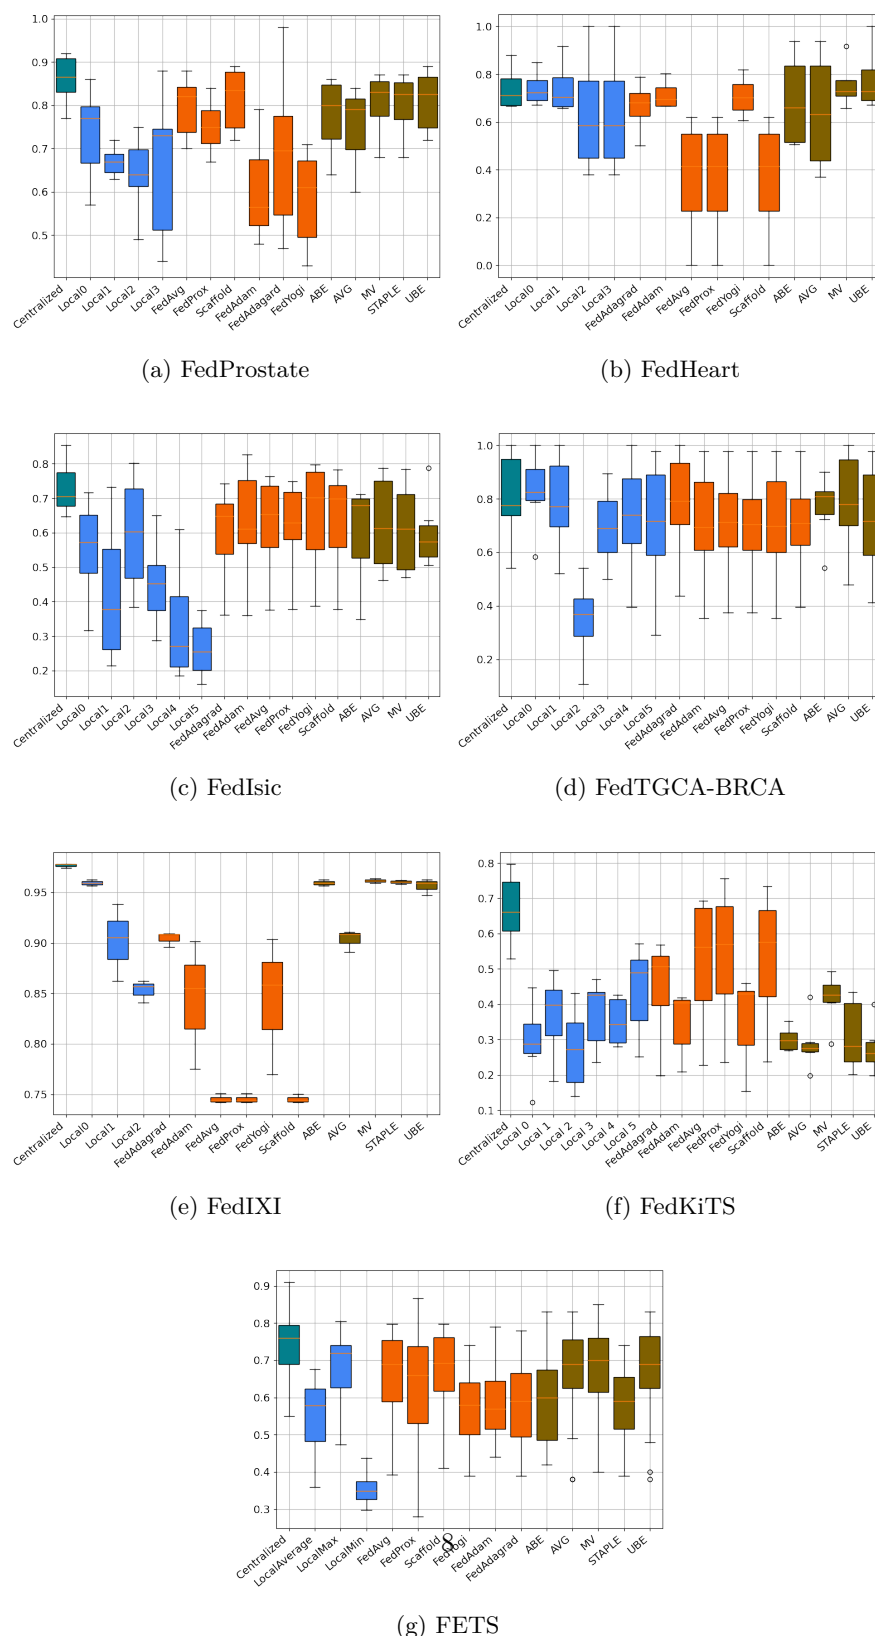 1.0
0.9
0.8
0.7
0.6
0.5
Centralized
Local0
Local1
Local2
Local3
FedAvg
FedProx
Scaffold
FedAdam
FedAdagard
FedYogi
ABE
AVG
MV
STAPLE
UBE
(a) FedProstate
1.0
0.8
0.6
0.4
0.2
0.0
Centralized
Local0
Local1
Local2
Local3
FedAdagrad
FedAdam
FedAvg
FedProx
FedYogi
Scaffold
ABE
AVG
MV
UBE
(b) FedHeart
0.8
0.7
0.6
0.5
0.4
0.3
0.2
Centralized
Local0
Local1
Local2
Local3
Local4
Local5
FedAdagrad
FedAdam
FedAvg
FedProx
FedYogi
Scaffold
ABE
AVG
MV
UBE
(c) FedIsic
1.0
0.8
0.6
0.4
0.2
Centralized
Local0
Local1
Local2
Local3
Local4
Local5
FedAdagrad
FedAdam
FedAvg
FedProx
FedYogi
Scaffold
ABE
AVG
UBE
(d) FedTGCA-BRCA
0.95
0.90
0.85
0.80
0.75
Centralized
Local0
Local1
Local2
FedAdagrad
FedAdam
FedAvg
FedProx
FedYogi
Scaffold
ABE
AVG
MV
STAPLE
UBE
(e) FedIXI
0.8
0.7
0.6
0.5
0.4
0.3
0.2
0.1
Centralized
Local 0
Local 1
Local 2
Local 3
Local 4
Local 5
FedAdagrad
FedAdam
FedAvg
FedProx
FedYogi
Scaffold
ABE
AVG
MV
STAPLE
UBE
(f) FedKiTS
0.9
0.8
0.7
0.6
0.5
0.4
0.3
Centralized
LocalAverage
LocalMax
LocalMin
FedAvg
FedProx
Scaffold
FedYogi
FedAdam
FedAdagrad
ABE
AVG
MV
STAPLE
UBE
8
(g) FETS